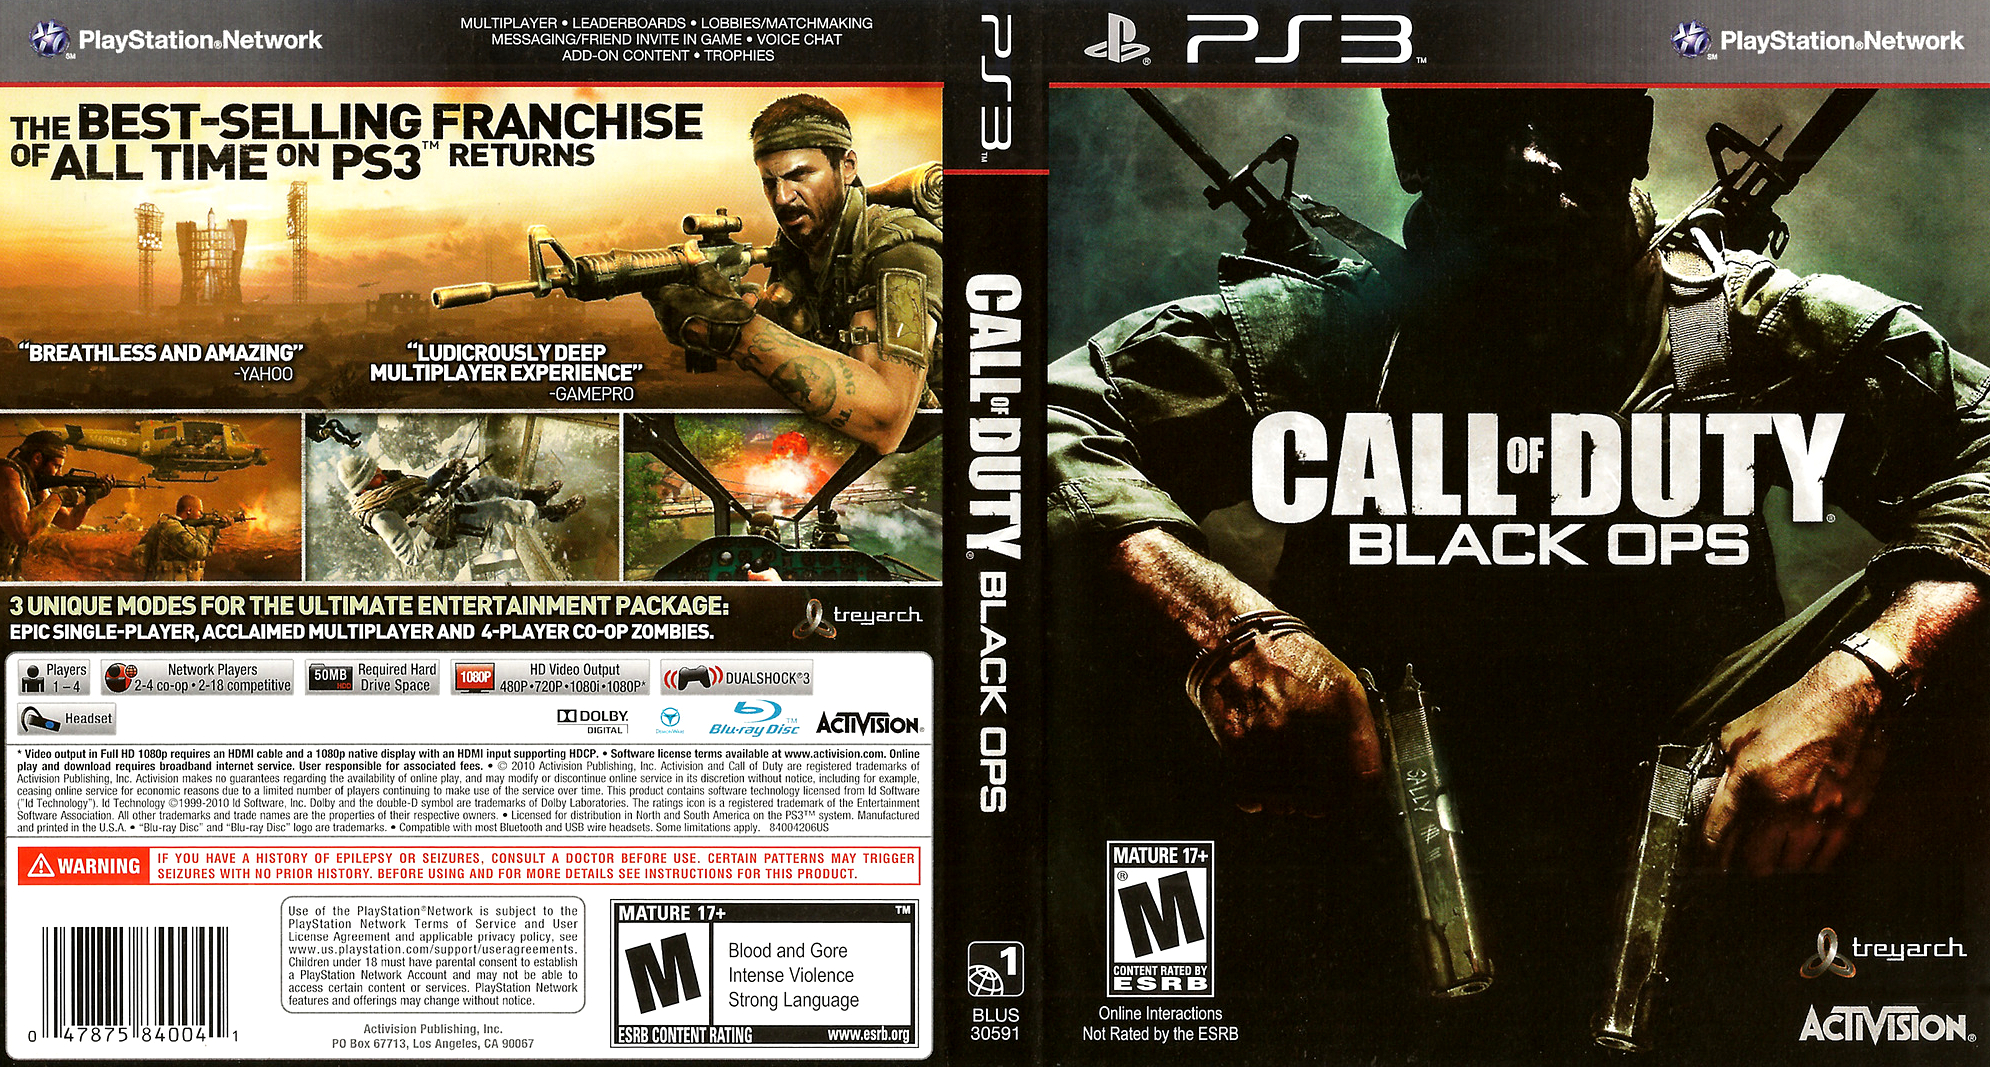 PlayStation®Network
SM
MULTIPLAYER • LEADERBOARDS • LOBBIES/MATCHMAKING
MESSAGING/FRIEND INVITE IN GAME • VOICE CHAT
ADD-ON CONTENT • TROPHIES
THE BEST-SELLING FRANCHISE
OF ALL TIME ON PS3™ RETURNS
“BREATHLESS AND AMAZING”
-YAHOO
“LUDICROUSLY DEEP
MULTIPLAYER EXPERIENCE”
-GAMEPRO
MARINES
3 UNIQUE MODES FOR THE ULTIMATE ENTERTAINMENT PACKAGE:
EPIC SINGLE-PLAYER, ACCLAIMED MULTIPLAYER AND 4-PLAYER CO-OP ZOMBIES.
treyarch
Players
1 – 4
Network Players
2-4 co-op • 2-18 competitive
50MB
HDD
Required Hard
Drive Space
1080P
HD Video Output
480P•720P•1080i•1080P*
DUALSHOCK®3
Headset
DOLBY.
DIGITAL
DemonWare
Blu-ray Disc™
ACTIVISION®
* Video output in Full HD 1080p requires an HDMI cable and a 1080p native display with an HDMI input supporting HDCP. • Software license terms available at www.activision.com. Online
play and download requires broadband internet service. User responsible for associated fees. • © 2010 Activision Publishing, Inc. Activision and Call of Duty are registered trademarks of
Activision Publishing, Inc. Activision makes no guarantees regarding the availability of online play, and may modify or discontinue online service in its discretion without notice, including for example,
ceasing online service for economic reasons due to a limited number of players continuing to make use of the service over time. This product contains software technology licensed from Id Software
("Id Technology"). Id Technology ©1999-2010 Id Software, Inc. Dolby and the double-D symbol are trademarks of Dolby Laboratories. The ratings icon is a registered trademark of the Entertainment
Software Association. All other trademarks and trade names are the properties of their respective owners. • Licensed for distribution in North and South America on the PS3™ system. Manufactured
and printed in the U.S.A. • "Blu-ray Disc" and "Blu-ray Disc" logo are trademarks. • Compatible with most Bluetooth and USB wire headsets. Some limitations apply. 84004206US
WARNING
IF YOU HAVE A HISTORY OF EPILEPSY OR SEIZURES, CONSULT A DOCTOR BEFORE USE. CERTAIN PATTERNS MAY TRIGGER
SEIZURES WITH NO PRIOR HISTORY. BEFORE USING AND FOR MORE DETAILS SEE INSTRUCTIONS FOR THIS PRODUCT.
0 47875 84004 1
Use of the PlayStation®Network is subject to the
PlayStation Network Terms of Service and User
License Agreement and applicable privacy policy, see
www.us.playstation.com/support/useragreements.
Children under 18 must have parental consent to establish
a PlayStation Network Account and may not be able to
access certain content or services. PlayStation Network
features and offerings may change without notice.
Activision Publishing, Inc.
PO Box 67713, Los Angeles, CA 90067
MATURE 17+ ™
M
Blood and Gore
Intense Violence
Strong Language
ESRB CONTENT RATING www.esrb.org
PS3™
CALL OF DUTY® BLACK OPS
1
BLUS
30591
PS3™
PlayStation®Network
SM
CALL OF DUTY®
BLACK OPS
SALLY
MATURE 17+
M®
CONTENT RATED BY
ESRB
Online Interactions
Not Rated by the ESRB
treyarch
ACTIVISION®